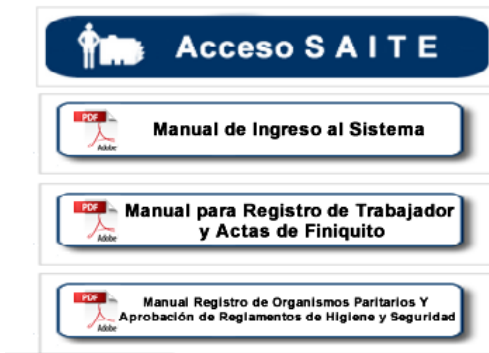 Acceso S A I T E
PDF
Adobe
Manual de Ingreso al Sistema
PDF
Adobe
Manual para Registro de Trabajador
y Actas de Finiquito
PDF
Adobe
Manual Registro de Organismos Paritarios Y
Aprobación de Reglamentos de Higiene y Seguridad